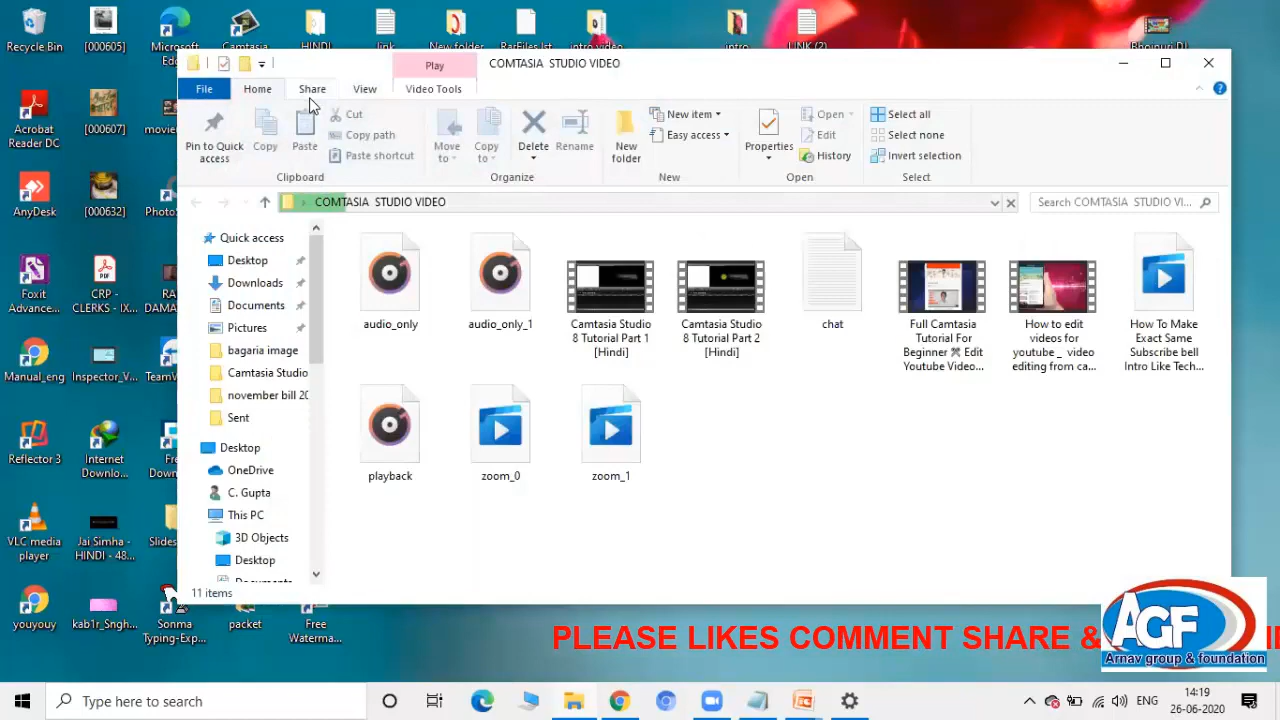 Recycle Bin
[000605]
Microsoft Edg...
Camtasia
HINDI
link
New folder
RarFiles.lst
intro video
intro
LINK (2)
Bhojpuri DJ
Play
COMTASIA  STUDIO VIDEO
File
Home
Share
View
Video Tools
Pin to Quick access
Copy
Paste
Cut
Copy path
Paste shortcut
Move to
Copy to
Delete
Rename
New folder
New item
Easy access
Properties
Open
Edit
History
Select all
Select none
Invert selection
Clipboard
Organize
New
Open
Select
COMTASIA  STUDIO VIDEO
Search COMTASIA  STUDIO VI...
Acrobat Reader DC
[000607]
AnyDesk
[000632]
Foxit Advance...
CRP - CLERKS - IX...
Manual_eng
Inspector_V...
Reflector 3
Internet Downlo...
VLC media player
Jai Simha - HINDI - 48...
youyouy
kab1r_Sngh...
Sonma Typing-Exp...
packet
Free Waterma...
Quick access
Desktop
Downloads
Documents
Pictures
bagaria image
Camtasia Studio
november bill 20
Sent
Desktop
OneDrive
C. Gupta
This PC
3D Objects
Desktop
Documents
audio_only
audio_only_1
Camtasia Studio 8 Tutorial Part 1 [Hindi]
Camtasia Studio 8 Tutorial Part 2 [Hindi]
chat
Full Camtasia Tutorial For Beginner ⚒ Edit Youtube Video...
How to edit videos for youtube _  video editing from ca...
How To Make Exact Same Subscribe bell Intro Like Tech...
playback
zoom_0
zoom_1
11 items
PLEASE LIKES COMMENT SHARE &
AGF
Arnav group & foundation
Type here to search
ENG
14:19
26-06-2020